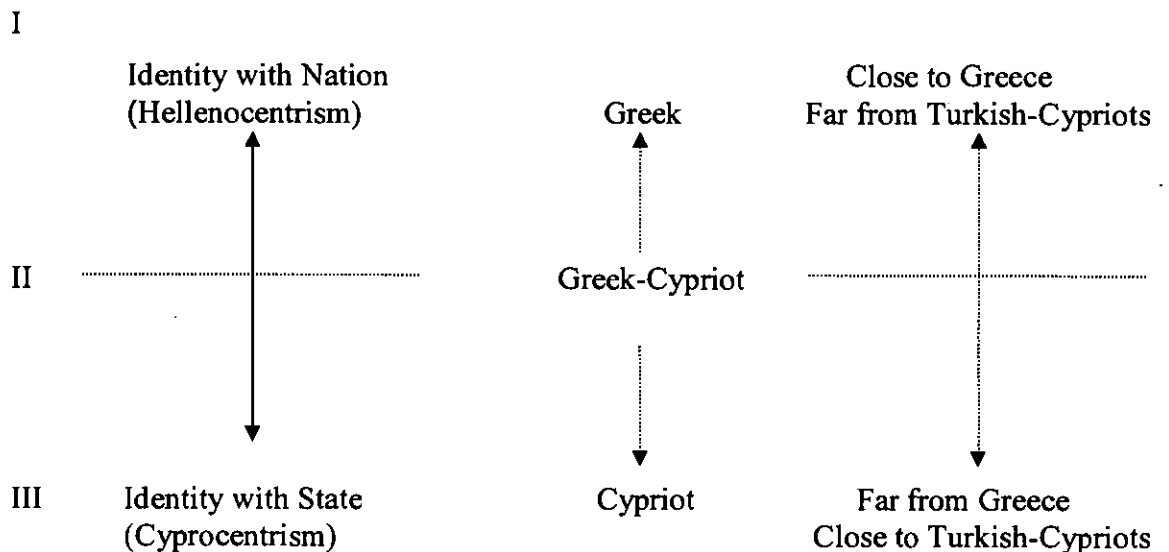 I
Identity with Nation
(Hellenocentrism)
Greek
Close to Greece
Far from Turkish-Cypriots
II
Greek-Cypriot
III
Identity with State
(Cyprocentrism)
Cypriot
Far from Greece
Close to Turkish-Cypriots